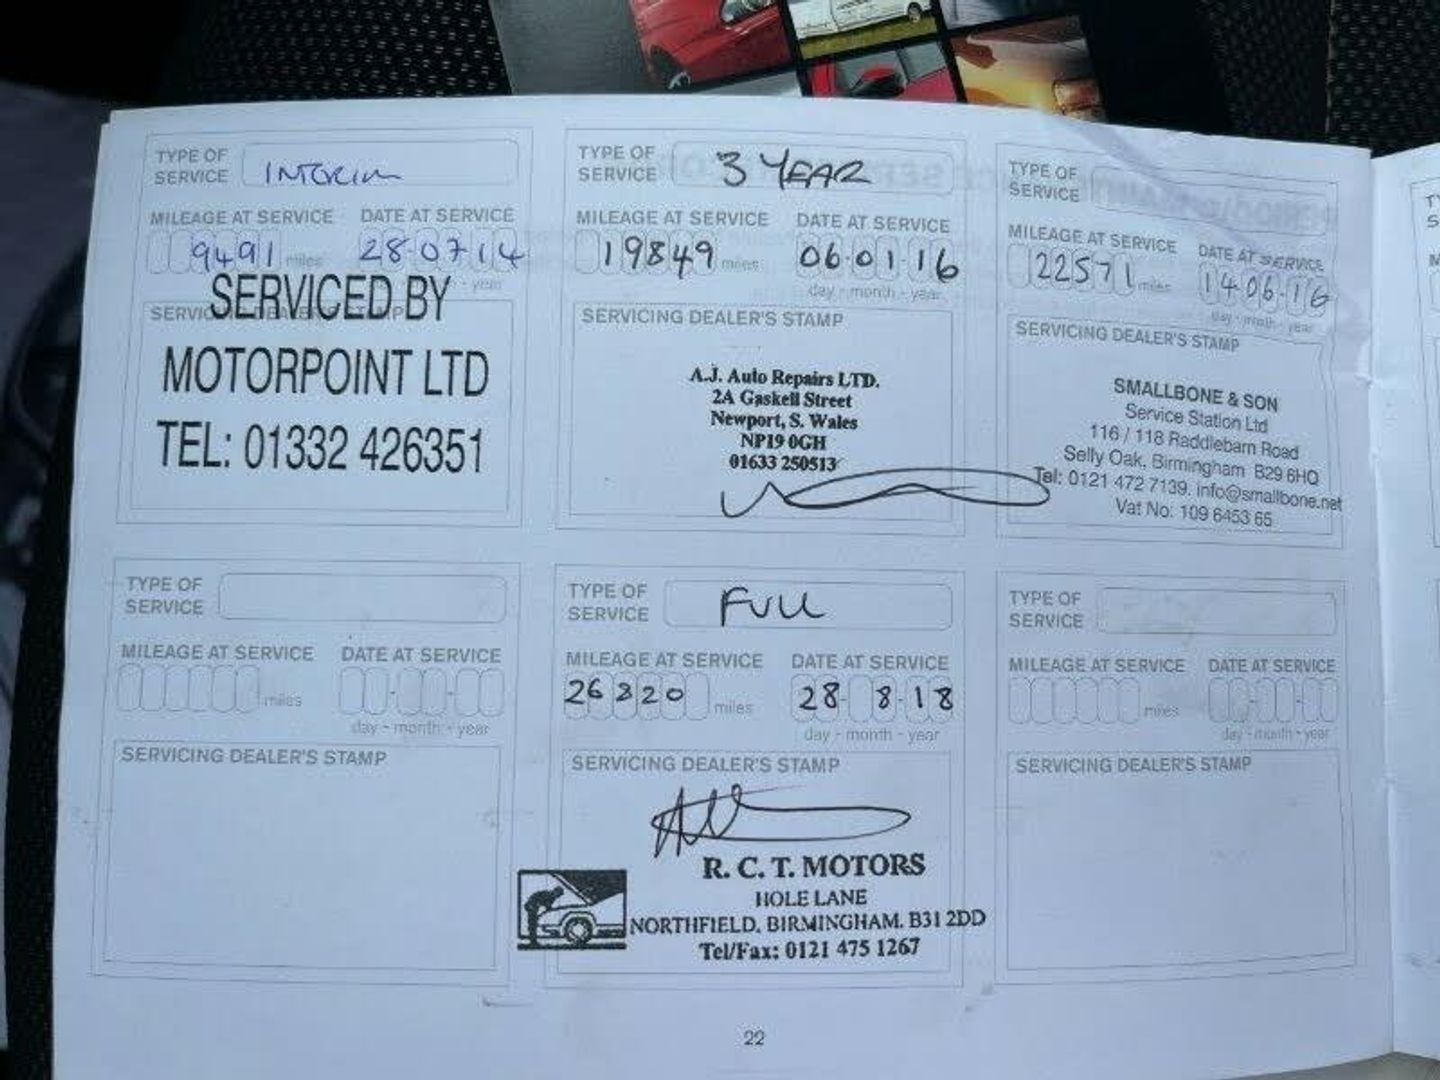 TYPE OF
SERVICE INTERIM
MILEAGE AT SERVICE DATE AT SERVICE
9491 miles 28 07 14
year
SERVICED BY
MOTORPOINT LTD
TEL: 01332 426351
TYPE OF
SERVICE 3 YEAR
MILEAGE AT SERVICE DATE AT SERVICE
19849 miles 06.01.16
day - month - year
SERVICING DEALER'S STAMP
A.J. Auto Repairs LTD.
2A Gaskell Street
Newport, S. Wales
NP19 0GH
01633 250513
TYPE OF
SERVICE
MILEAGE AT SERVICE DATE AT SERVICE
22571 miles 14.06.16
day - month - year
SERVICING DEALER'S STAMP
SMALLBONE & SON
Service Station Ltd
116 / 118 Raddlebarn Road
Selly Oak, Birmingham B29 6HQ
Tel: 0121 472 7139. info@smallbone.net
Vat No: 109 6453 65
TYPE OF
SERVICE
MILEAGE AT SERVICE DATE AT SERVICE
miles
day - month - year
SERVICING DEALER'S STAMP
TYPE OF
SERVICE FULL
MILEAGE AT SERVICE DATE AT SERVICE
26320 miles 28-8-18
day - month - year
SERVICING DEALER'S STAMP
R. C. T. MOTORS
HOLE LANE
NORTHFIELD, BIRMINGHAM. B31 2DD
Tel/Fax: 0121 475 1267
TYPE OF
SERVICE
MILEAGE AT SERVICE DATE AT SERVICE
miles
day - month - year
SERVICING DEALER'S STAMP
22